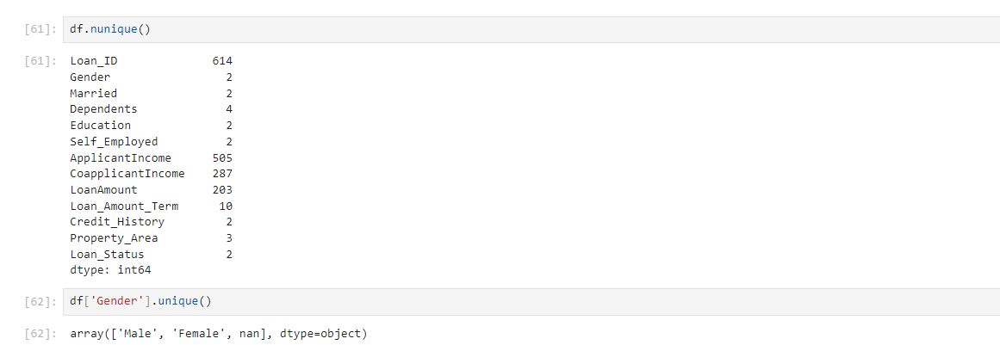 [61]: df.nunique()
[61]: Loan_ID 614
Gender 2
Married 2
Dependents 4
Education 2
Self_Employed 2
ApplicantIncome 505
CoapplicantIncome 287
LoanAmount 203
Loan_Amount_Term 10
Credit_History 2
Property_Area 3
Loan_Status 2
dtype: int64
[62]: df['Gender'].unique()
[62]: array(['Male', 'Female', nan], dtype=object)